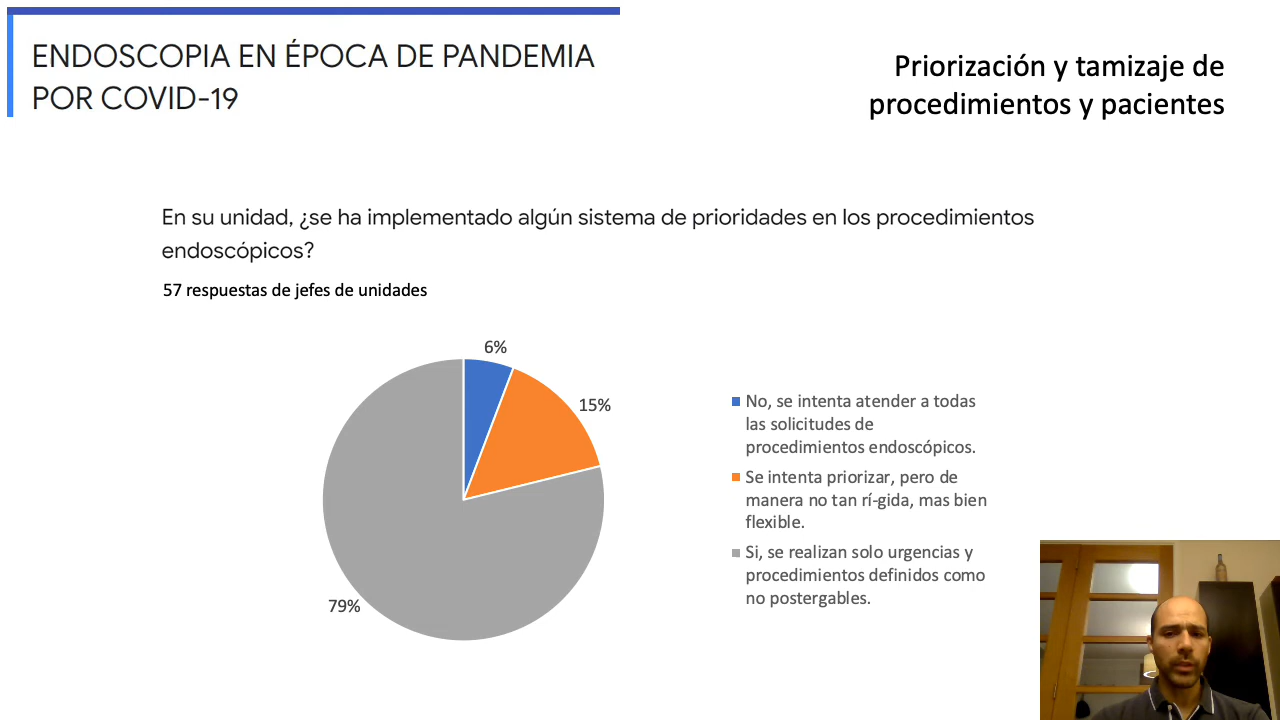 ENDOSCOPIA EN ÉPOCA DE PANDEMIA
POR COVID-19
Priorización y tamizaje de
procedimientos y pacientes
En su unidad, ¿se ha implementado algún sistema de prioridades en los procedimientos
endoscópicos?
57 respuestas de jefes de unidades
6%
15%
79%
No, se intenta atender a todas
las solicitudes de
procedimientos endoscópicos.
Se intenta priorizar, pero de
manera no tan rí-gida, mas bien
flexible.
Si, se realizan solo urgencias y
procedimientos definidos como
no postergables.